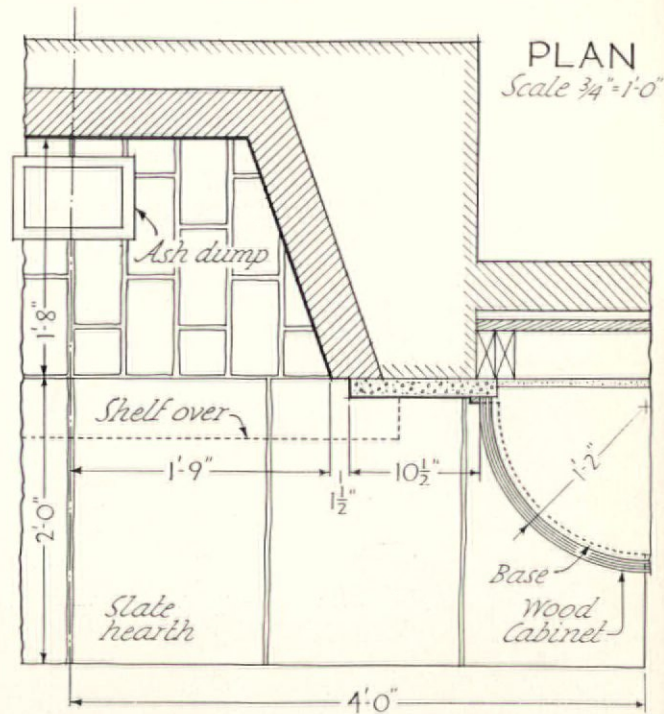 PLAN
Scale 3/4"=1'-0"
Ash dump
1'-8"
Shelf over
1'-9"
1 1/2"
10 1/2"
1'-2"
2'-0"
Base
Wood
Cabinet
Slate
hearth
4'-0"